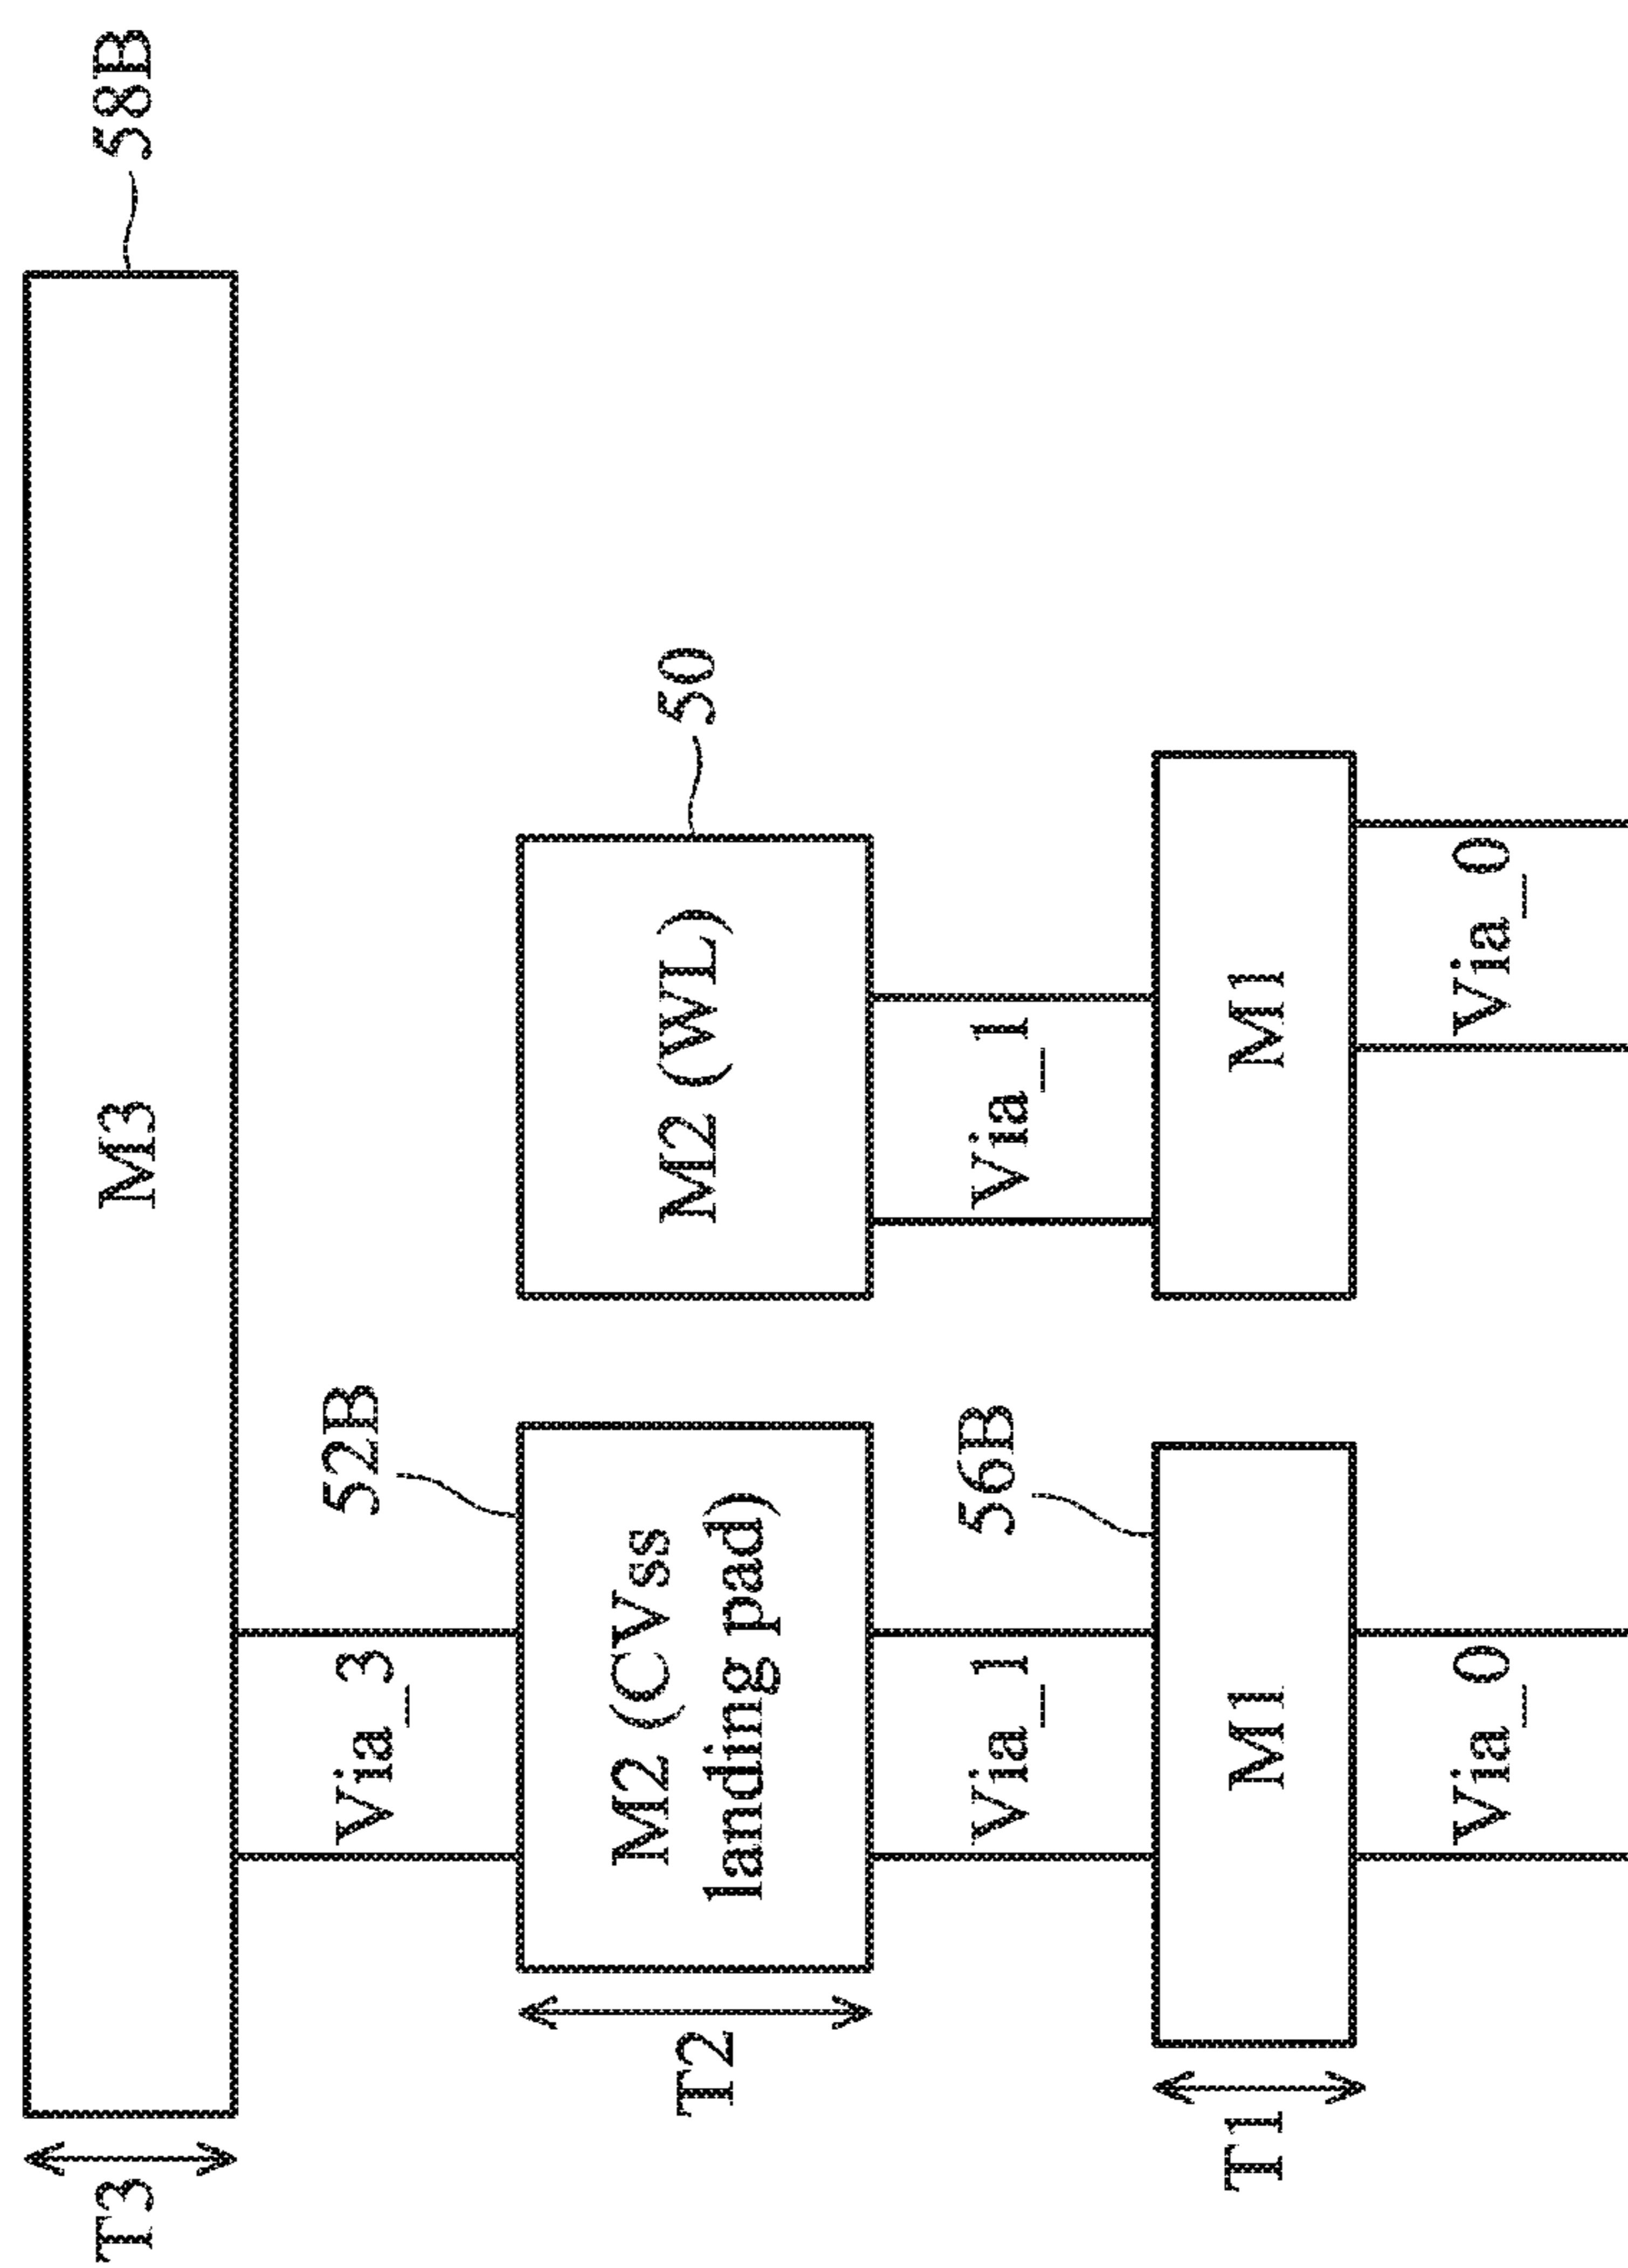 58B
M3
T3
52B
50
Via_3
M2 (CVss
landing pad)
M2 (WL)
T2
56B
Via_1
Via_1
M1
M1
T1
Via_0
Via_0